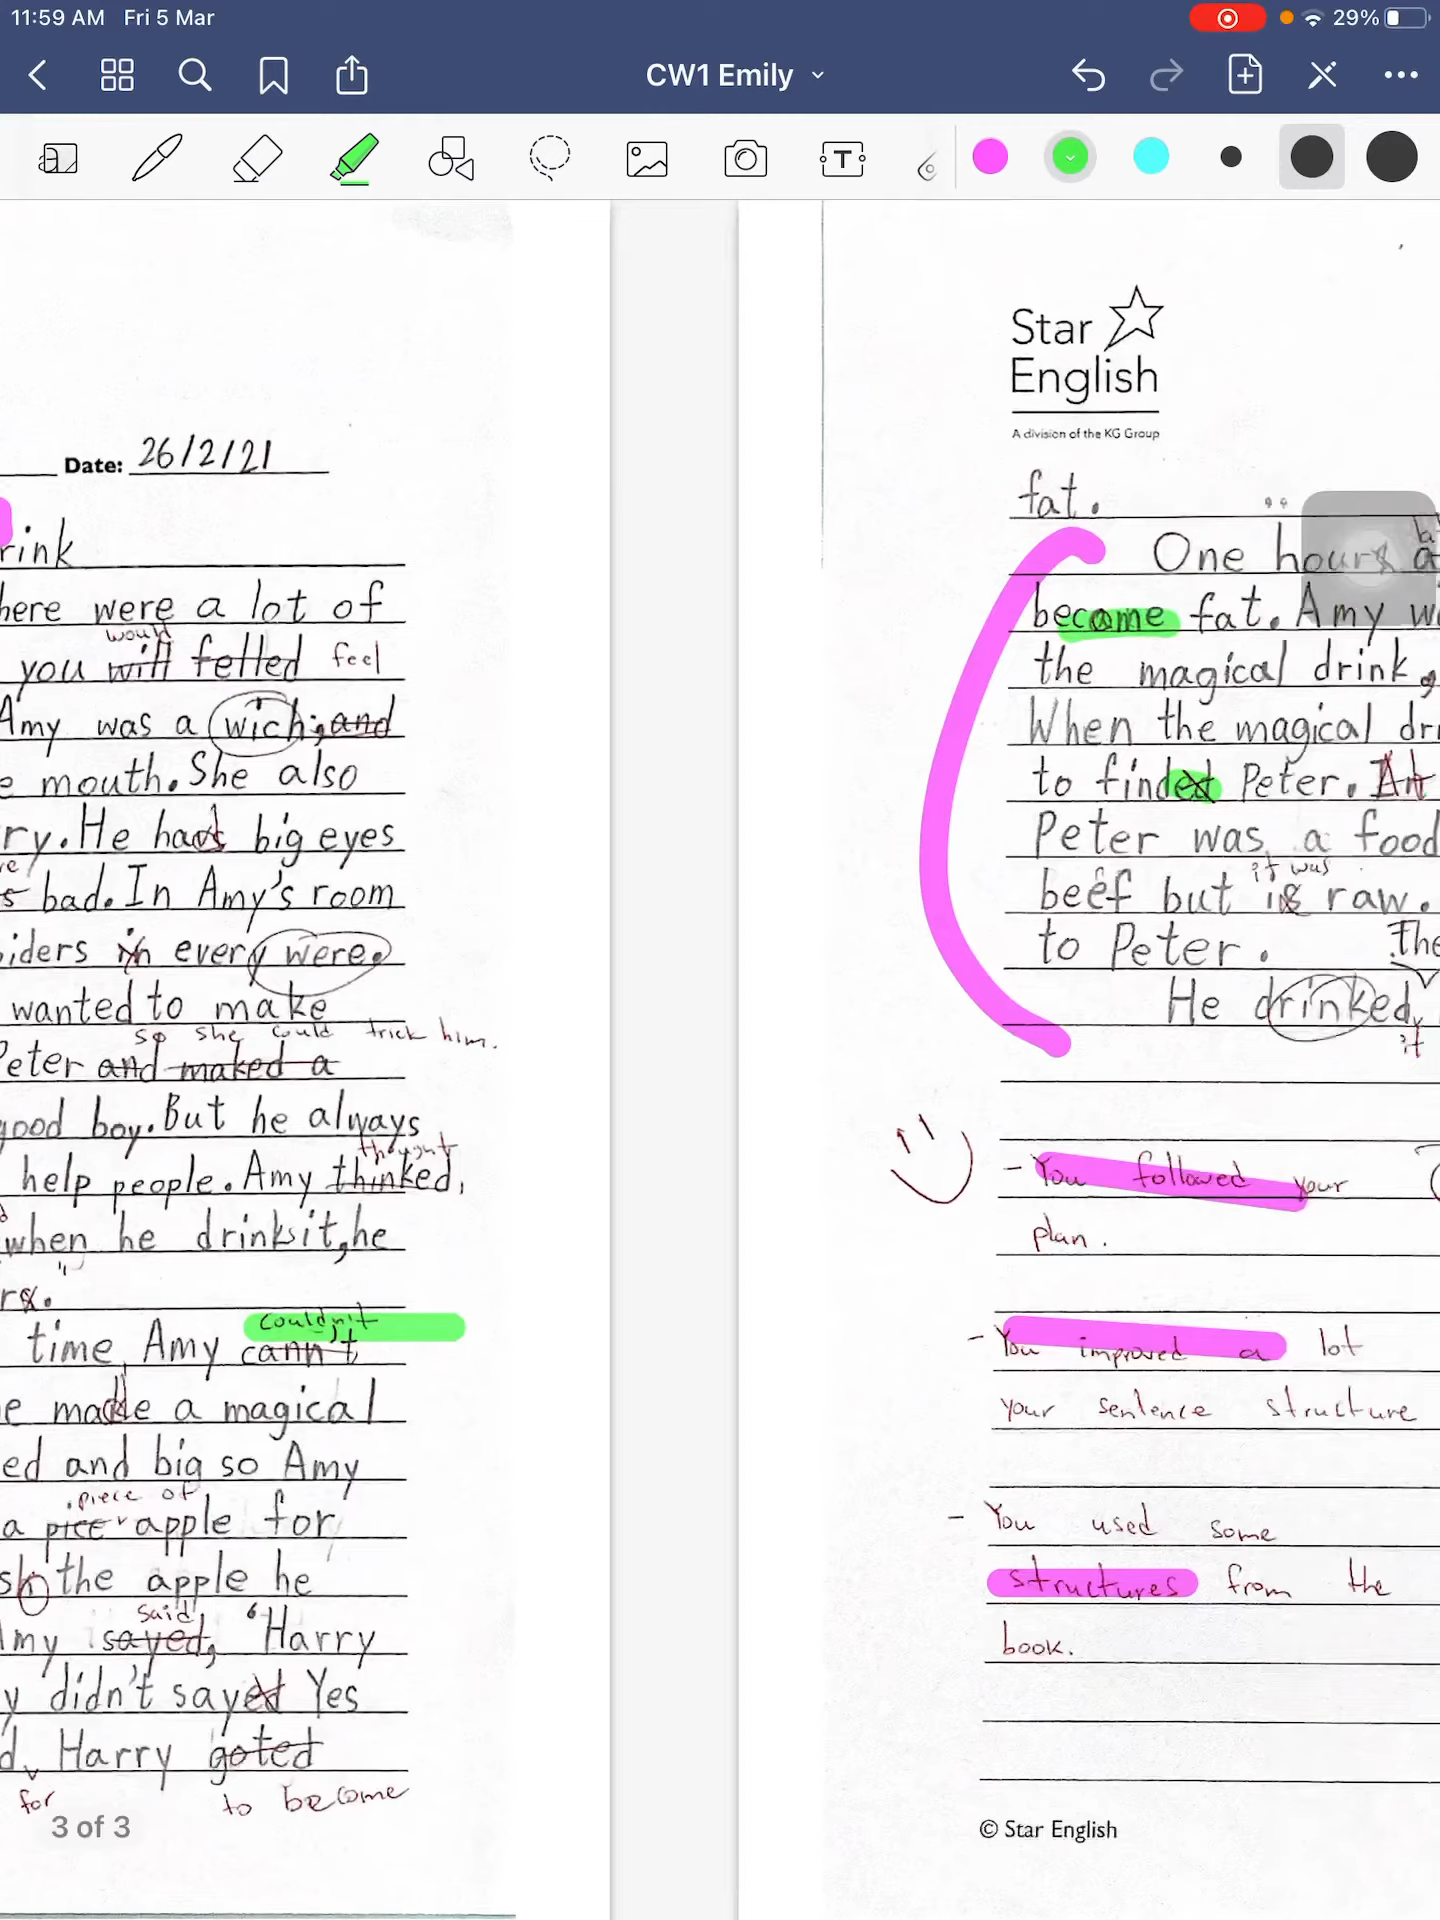 11:59 AM Fri 5 Mar
29%
CW1 Emily
T
Date: 26/2/21
rink
here were a lot of
would
you will felled feel
Amy was a wich, and
e mouth. She also
ry. He had big eyes
bad. In Amy's room
iders in every were.
wanted to make
so she could trick him.
Peter and maked a
good boy. But he always
thought
help people. Amy thinked,
when he drinks it, he
couldn't
time, Amy cann't
e made a magical
ed and big so Amy
piece of
a pice apple for
the apple he
said
Amy sayed, "Harry
y didn't sayed Yes
d Harry goted
for to become
3 of 3
Star
English
A division of the KG Group
fat.
One hours
become fat. Amy
the magical drink,
When the magical
to finded Peter.
Peter was a food
it was
beef but is raw.
to Peter. The
He drinked,
it
- You followed your
plan.
- You improved a lot
your sentence structure
- You used some
structures from the
book.
© Star English